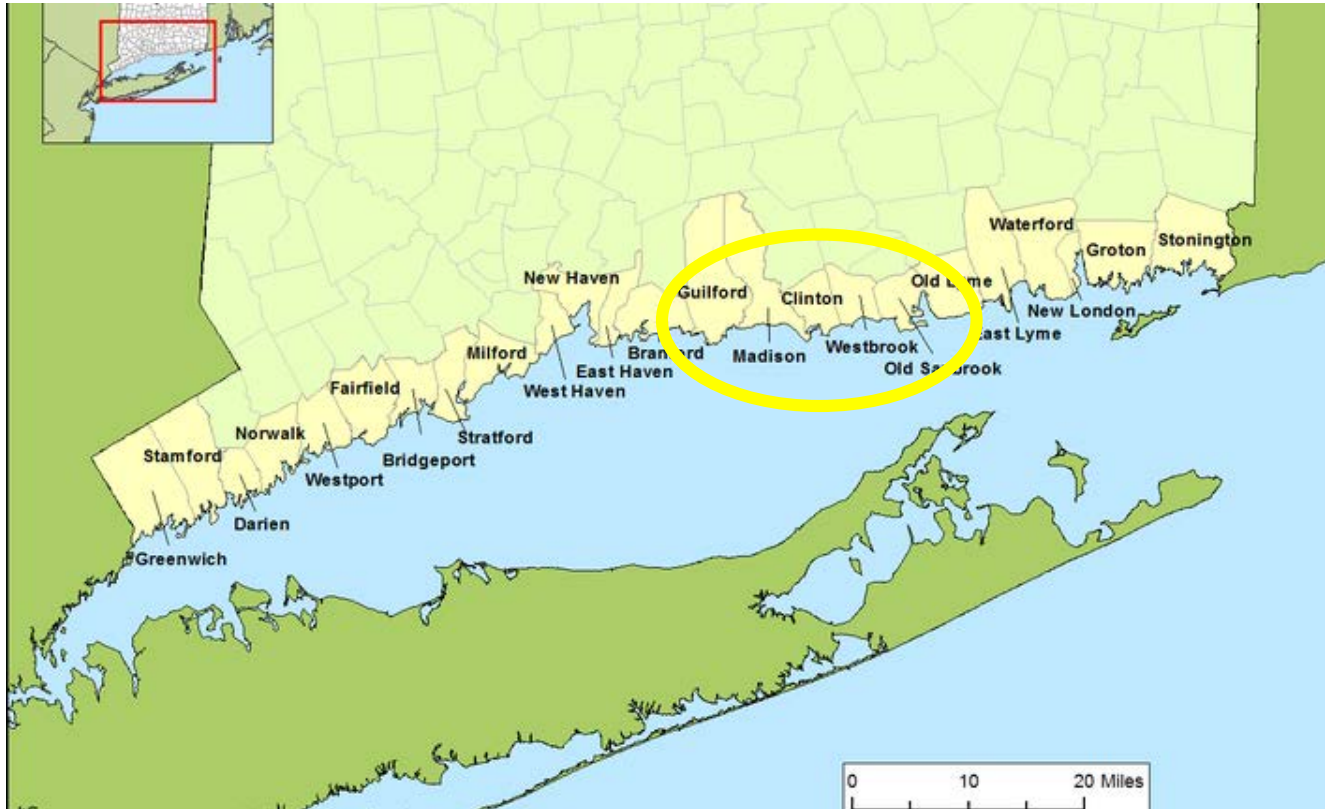 Waterford
Stonington
Groton
New Haven
Old Lyme
Guilford
Clinton
New London
East Lyme
Westbrook
Branford
Madison
Milford
East Haven
Old Saybrook
Fairfield
West Haven
Norwalk
Stratford
Stamford
Bridgeport
Westport
Darien
Greenwich
0 10 20 Miles